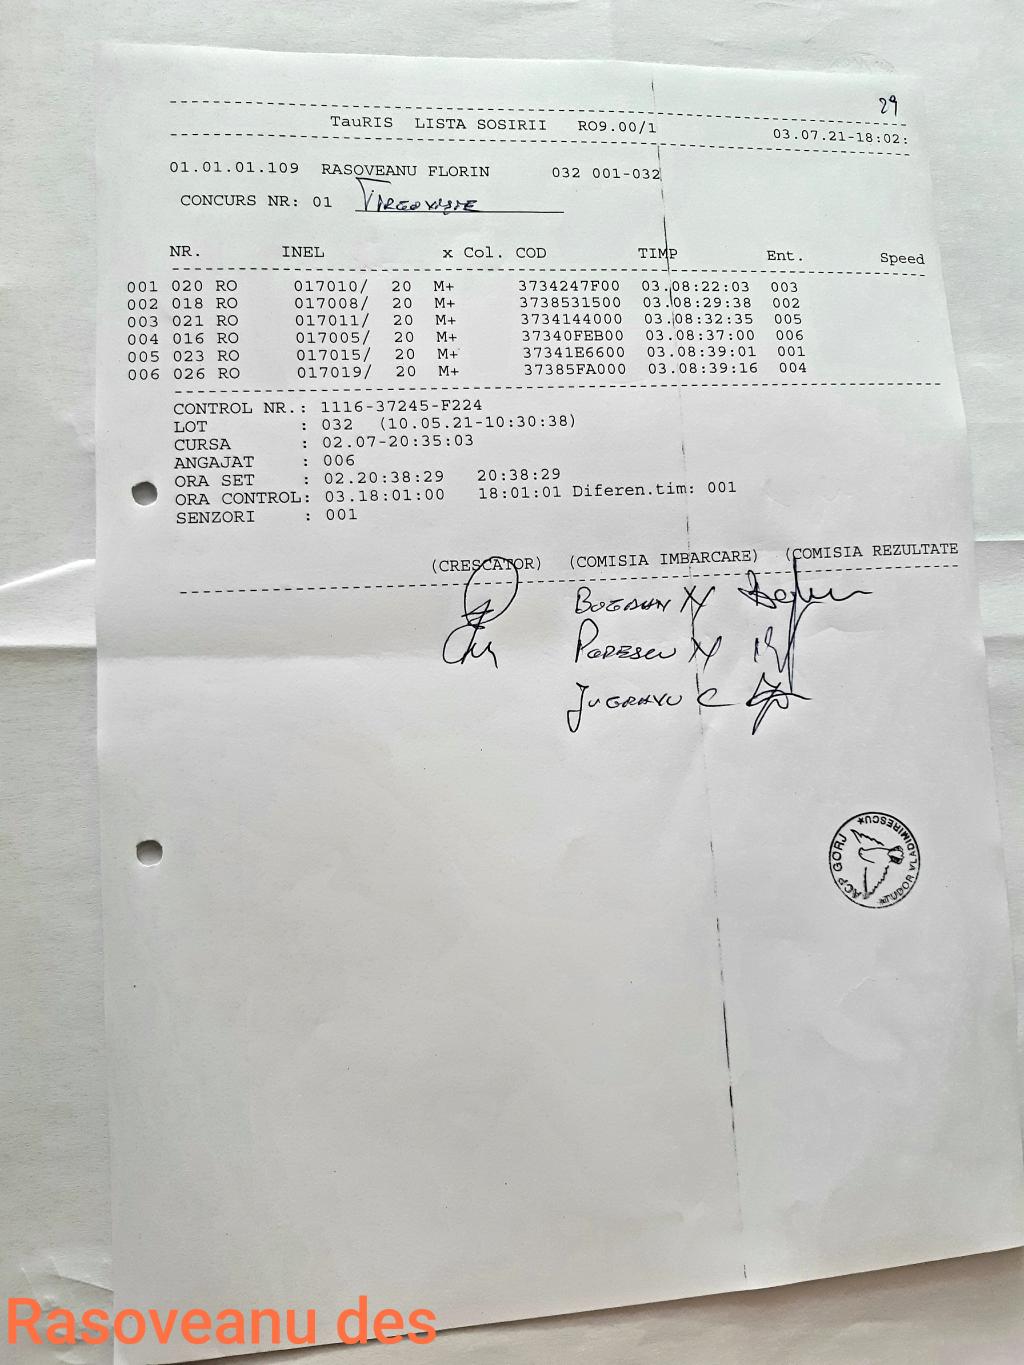 29
TauRIS LISTA SOSIRII RO9.00/1 03.07.21-18:02:
01.01.01.109 RASOVEANU FLORIN 032 001-032
CONCURS NR: 01
NR. INEL x Col. COD TIMP Ent. Speed
001 020 RO 017010/ 20 M+ 3734247F00 03.08:22:03 003
002 018 RO 017008/ 20 M+ 3738531500 03.08:29:38 002
003 021 RO 017011/ 20 M+ 3734144000 03.08:32:35 005
004 016 RO 017005/ 20 M+ 37340FEB00 03.08:37:00 006
005 023 RO 017015/ 20 M+ 37341E6600 03.08:39:01 001
006 026 RO 017019/ 20 M+ 37385FA000 03.08:39:16 004
CONTROL NR.: 1116-37245-F224
LOT : 032 (10.05.21-10:30:38)
CURSA : 02.07-20:35:03
ANGAJAT : 006
ORA SET : 02.20:38:29 20:38:29
ORA CONTROL: 03.18:01:00 18:01:01 Diferen.tim: 001
SENZORI : 001
(CRESCATOR) (COMISIA IMBARCARE) (COMISIA REZULTATE
BOGDAN
POPESCU
JUGRAVU C
ACP GORJ *TUDOR VLADIMIRESCU*
Rasoveanu des